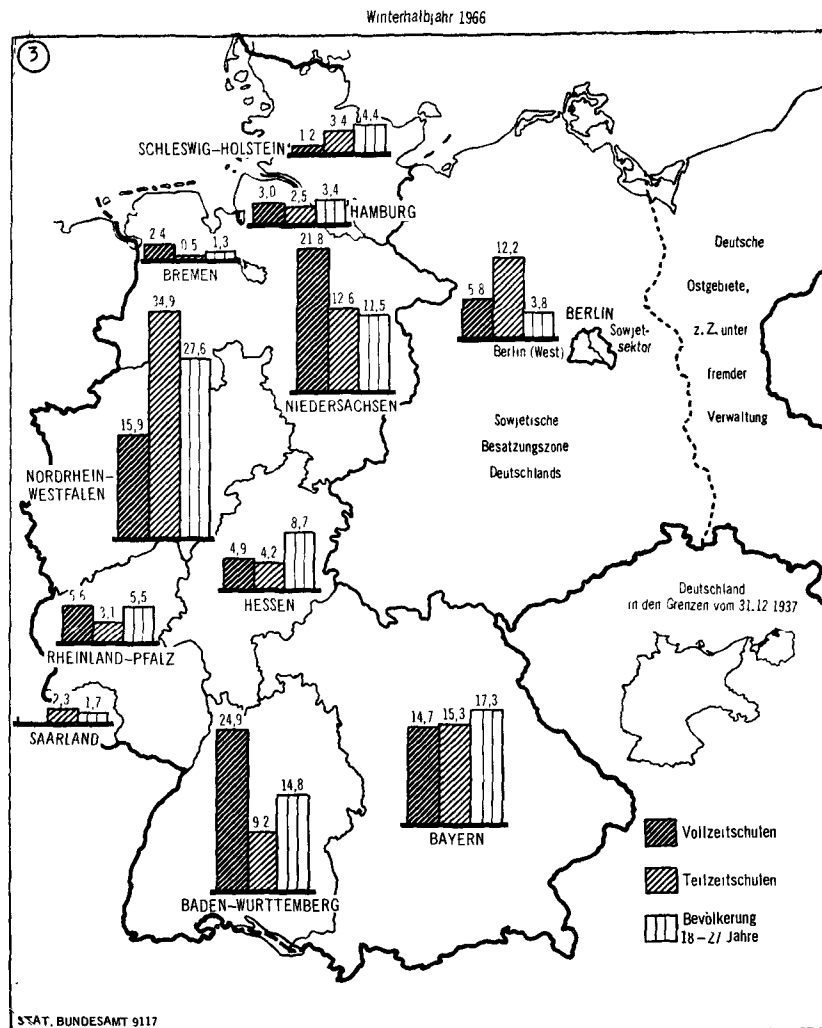 Winterhalbjahr 1966
3
1 2
3 4
4,4
SCHLESWIG-HOLSTEIN
3,0
2,5
3,4
HAMBURG
2 4
0 5
1,3
BREMEN
21 8
12 6
11,5
NIEDERSACHSEN
5 8
12,2
3,8
BERLIN
Berlin (West)
Sowjet-
sektor
Deutsche
Ostgebiete,
z. Z. unter
fremder
Verwaltung
Sowjetische
Besatzungszone
Deutschlands
15,9
34,9
27,6
NORDRHEIN-
WESTFALEN
4,9
4,2
8,7
HESSEN
5,6
3,1
5,5
RHEINLAND-PFALZ
2,3
1,7
SAARLAND
24,9
9 2
14,8
BADEN-WURTTEMBERG
14,7
15,3
17,3
BAYERN
Deutschland
in den Grenzen vom 31.12 1937
Vollzeitschulen
Teilzeitschulen
Bevölkerung
18-27 Jahre
STAT. BUNDESAMT 9117